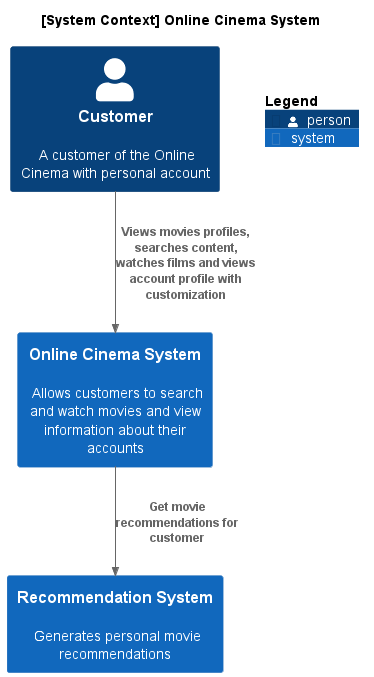 [System Context] Online Cinema System
Customer
A customer of the Online
Cinema with personal account
Legend
person
system
Views movies profiles,
searches content,
watches films and views
account profile with
customization
Online Cinema System
Allows customers to search
and watch movies and view
information about their
accounts
Get movie
recommendations for
customer
Recommendation System
Generates personal movie
recommendations